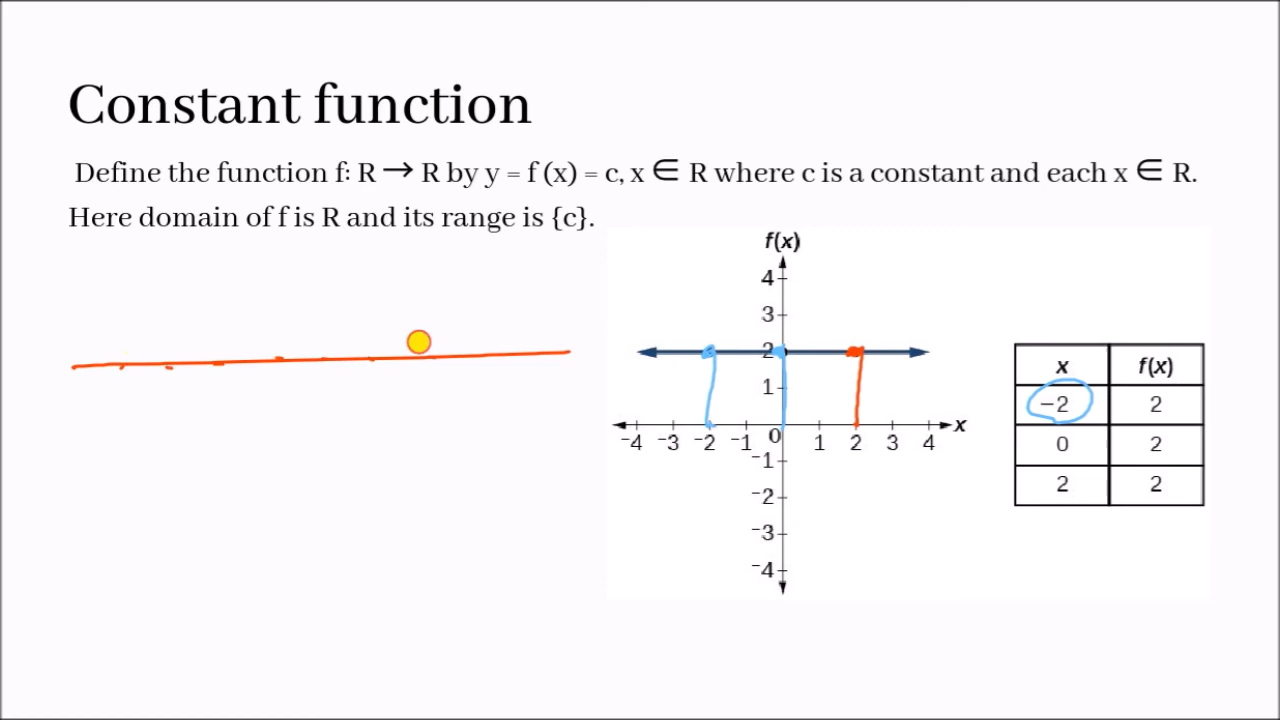 Constant function
Define the function f: R → R by y = f (x) = c, x ∈ R where c is a constant and each x ∈ R.
Here domain of f is R and its range is {c}.
f(x)
4
3
2
1
0
−4 −3 −2 −1 1 2 3 4 x
−1
−2
−3
−4
x f(x)
−2 2
0 2
2 2